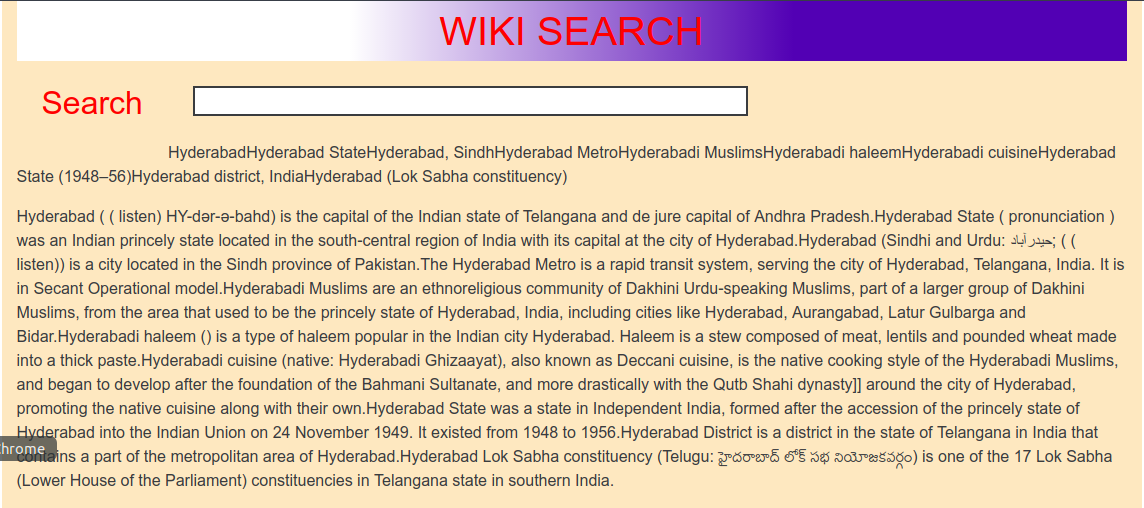 WIKI SEARCH
Search
HyderabadHyderabad StateHyderabad, SindhHyderabad MetroHyderabadi MuslimsHyderabadi haleemHyderabadi cuisineHyderabad
State (1948–56)Hyderabad district, IndiaHyderabad (Lok Sabha constituency)
Hyderabad ( ( listen) HY-dər-ə-bahd) is the capital of the Indian state of Telangana and de jure capital of Andhra Pradesh.Hyderabad State ( pronunciation )
was an Indian princely state located in the south-central region of India with its capital at the city of Hyderabad.Hyderabad (Sindhi and Urdu: حيدرآباد; ( (
listen)) is a city located in the Sindh province of Pakistan.The Hyderabad Metro is a rapid transit system, serving the city of Hyderabad, Telangana, India. It is
in Secant Operational model.Hyderabadi Muslims are an ethnoreligious community of Dakhini Urdu-speaking Muslims, part of a larger group of Dakhini
Muslims, from the area that used to be the princely state of Hyderabad, India, including cities like Hyderabad, Aurangabad, Latur Gulbarga and
Bidar.Hyderabadi haleem () is a type of haleem popular in the Indian city Hyderabad. Haleem is a stew composed of meat, lentils and pounded wheat made
into a thick paste.Hyderabadi cuisine (native: Hyderabadi Ghizaayat), also known as Deccani cuisine, is the native cooking style of the Hyderabadi Muslims,
and began to develop after the foundation of the Bahmani Sultanate, and more drastically with the Qutb Shahi dynasty]] around the city of Hyderabad,
promoting the native cuisine along with their own.Hyderabad State was a state in Independent India, formed after the accession of the princely state of
Hyderabad into the Indian Union on 24 November 1949. It existed from 1948 to 1956.Hyderabad District is a district in the state of Telangana in India that
chrome
contains a part of the metropolitan area of Hyderabad.Hyderabad Lok Sabha constituency (Telugu: హైదరాబాద్ లోక్ సభ నియోజకవర్గం) is one of the 17 Lok Sabha
(Lower House of the Parliament) constituencies in Telangana state in southern India.